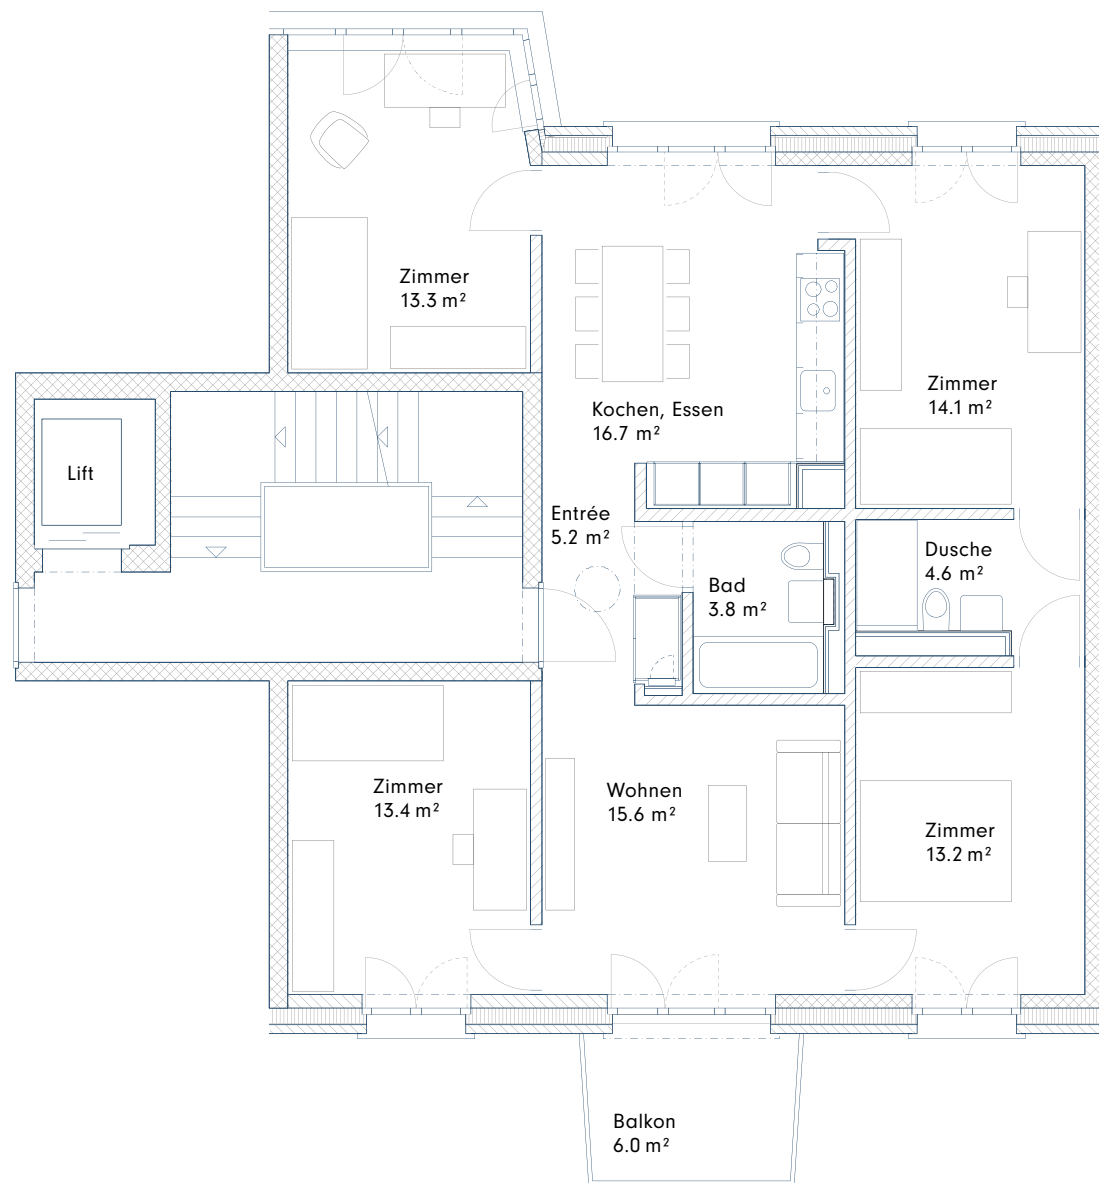 Zimmer
13.3 m²
Kochen, Essen
16.7 m²
Zimmer
14.1 m²
Lift
Entrée
5.2 m²
Dusche
4.6 m²
Bad
3.8 m²
Zimmer
13.4 m²
Wohnen
15.6 m²
Zimmer
13.2 m²
Balkon
6.0 m²